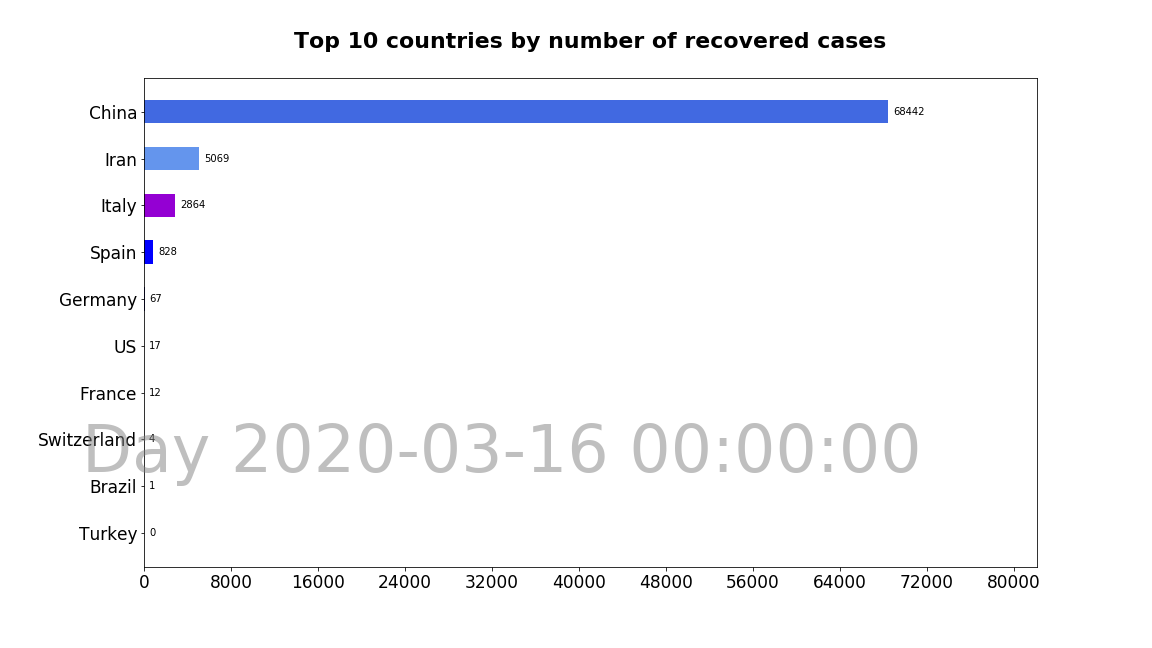 Top 10 countries by number of recovered cases
China 68442
Iran 5069
Italy 2864
Spain 828
Germany 67
US 17
France 12
Switzerland 4
Day 2020-03-16 00:00:00
Brazil 1
Turkey 0
0 8000 16000 24000 32000 40000 48000 56000 64000 72000 80000